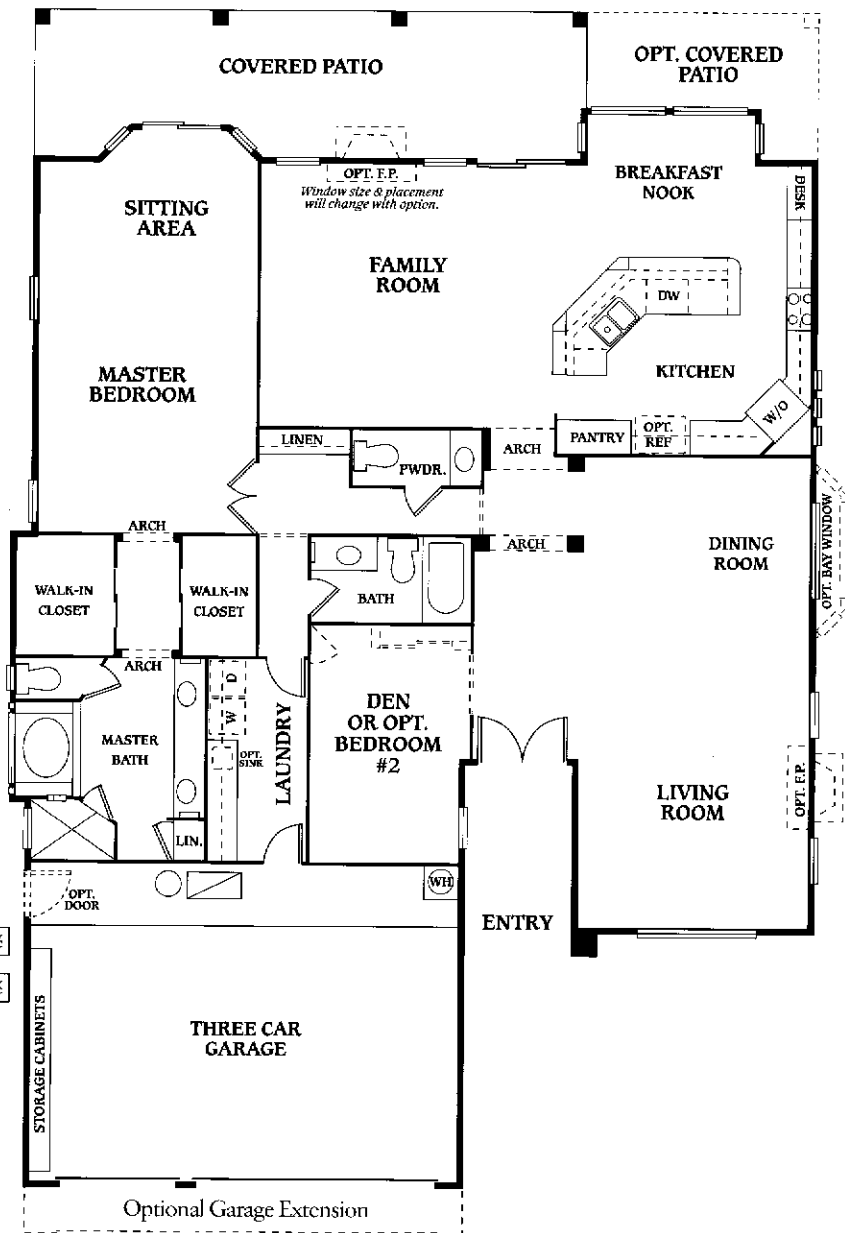 COVERED PATIO
OPT. COVERED
PATIO
OPT. F.P.
Window size & placement
will change with option.
BREAKFAST
NOOK
DESK
SITTING
AREA
FAMILY
ROOM
DW
MASTER
BEDROOM
KITCHEN
W/O
LINEN
PWDR.
ARCH
PANTRY
OPT.
REF
ARCH
ARCH
DINING
ROOM
OPT. BAY WINDOW
WALK-IN
CLOSET
WALK-IN
CLOSET
BATH
ARCH
D
W
OPT.
SINK
LAUNDRY
DEN
OR OPT.
BEDROOM
#2
MASTER
BATH
LIN.
LIVING
ROOM
OPT. F.P.
OPT.
DOOR
WH
ENTRY
STORAGE CABINETS
THREE CAR
GARAGE
Optional Garage Extension